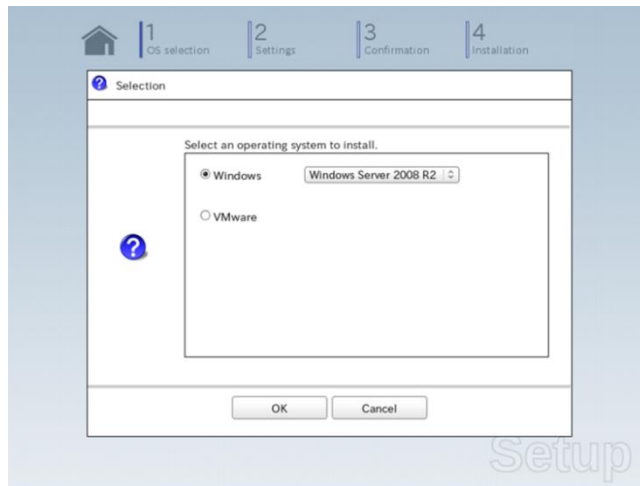 1 2 3 4
OS selection Settings Confirmation Installation
Selection
Select an operating system to install.
Windows Windows Server 2008 R2
VMware
OK Cancel
Setup